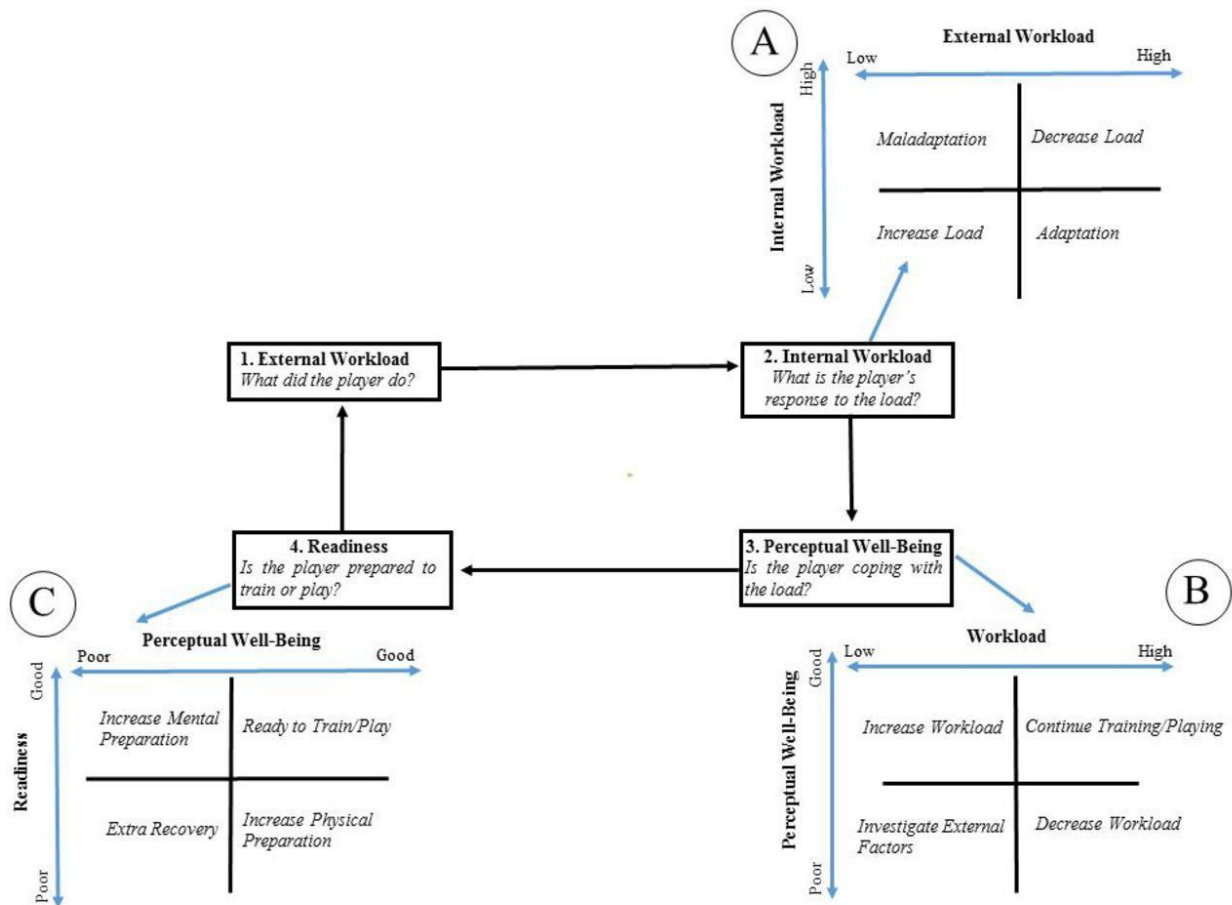 A
External Workload
Low
High
Internal Workload
High
Low
Maladaptation
Decrease Load
Increase Load
Adaptation
1. External Workload
What did the player do?
2. Internal Workload
What is the player's
response to the load?
4. Readiness
Is the player prepared to
train or play?
3. Perceptual Well-Being
Is the player coping with
the load?
C
Perceptual Well-Being
Poor
Good
Readiness
Good
Poor
Increase Mental
Preparation
Ready to Train/Play
Extra Recovery
Increase Physical
Preparation
B
Workload
Low
High
Perceptual Well-Being
Good
Poor
Increase Workload
Continue Training/Playing
Investigate External
Factors
Decrease Workload